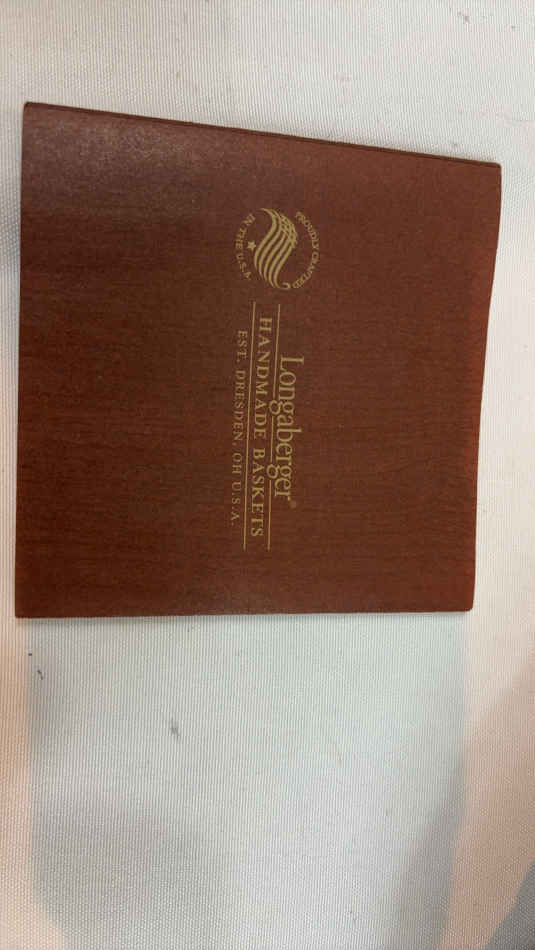 PROUDLY CRAFTED
IN THE U.S.A.
Longaberger®
HANDMADE BASKETS
EST. DRESDEN, OH U.S.A.